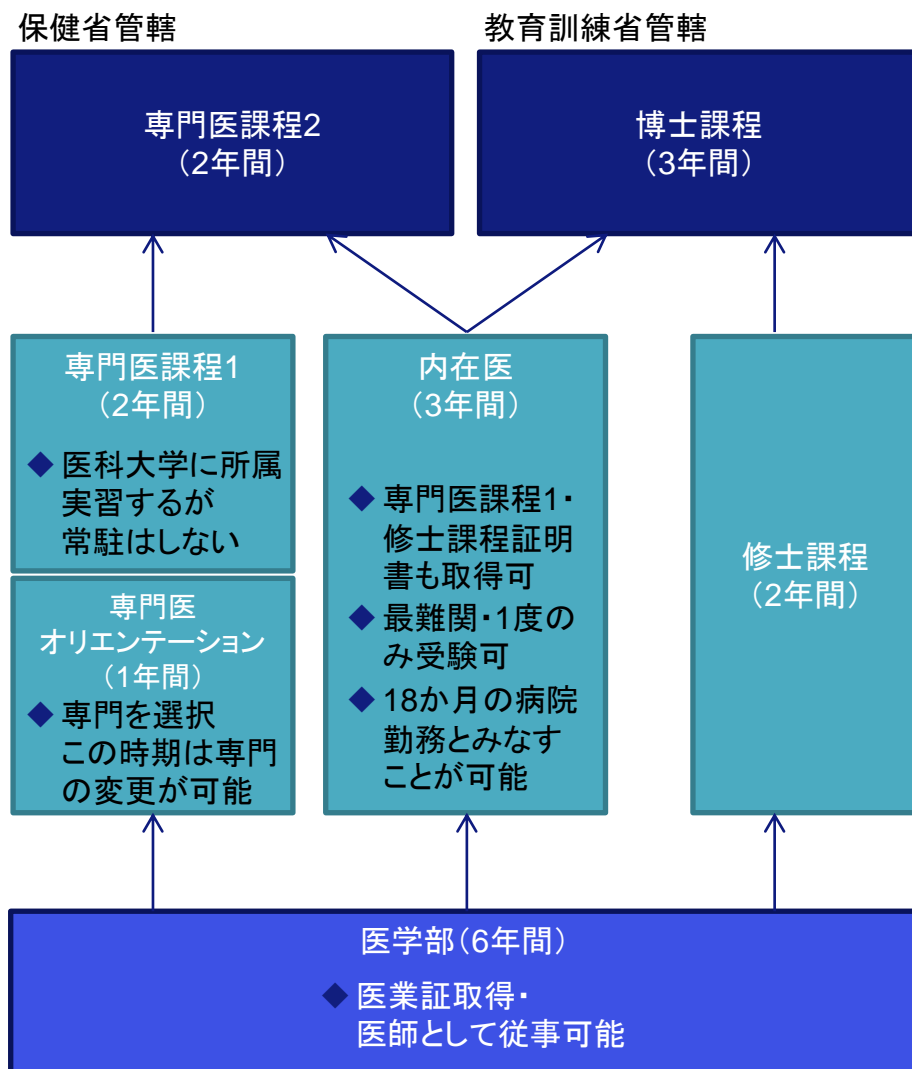 保健省管轄
教育訓練省管轄
専門医課程2
（2年間）
博士課程
（3年間）
専門医課程1
（2年間）
◆ 医科大学に所属
実習するが
常駐はしない
専門医
オリエンテーション
（1年間）
◆ 専門を選択
この時期は専門
の変更が可能
内在医
（3年間）
◆ 専門医課程1・
修士課程証明
書も取得可
◆ 最難関・1度の
み受験可
◆ 18か月の病院
勤務とみなす
ことが可能
修士課程
（2年間）
医学部（6年間）
◆ 医業証取得・
医師として従事可能